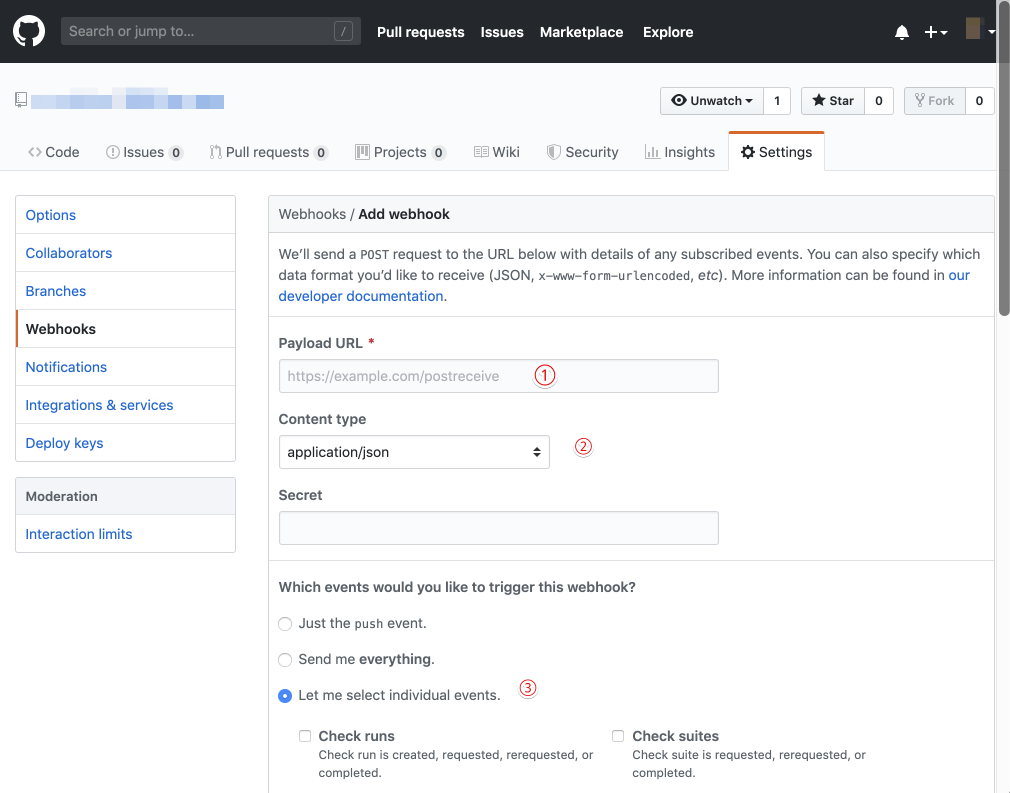 Search or jump to...
/
Pull requests
Issues
Marketplace
Explore
Unwatch
1
Star
0
Fork
0
Code
Issues 0
Pull requests 0
Projects 0
Wiki
Security
Insights
Settings
Options
Collaborators
Branches
Webhooks
Notifications
Integrations & services
Deploy keys
Moderation
Interaction limits
Webhooks / Add webhook
We’ll send a POST request to the URL below with details of any subscribed events. You can also specify which
data format you’d like to receive (JSON, x-www-form-urlencoded, etc). More information can be found in our
developer documentation.
Payload URL *
https://example.com/postreceive
①
Content type
application/json
②
Secret
Which events would you like to trigger this webhook?
Just the push event.
Send me everything.
Let me select individual events.
③
Check runs
Check run is created, requested, rerequested, or
completed.
Check suites
Check suite is requested, rerequested, or
completed.